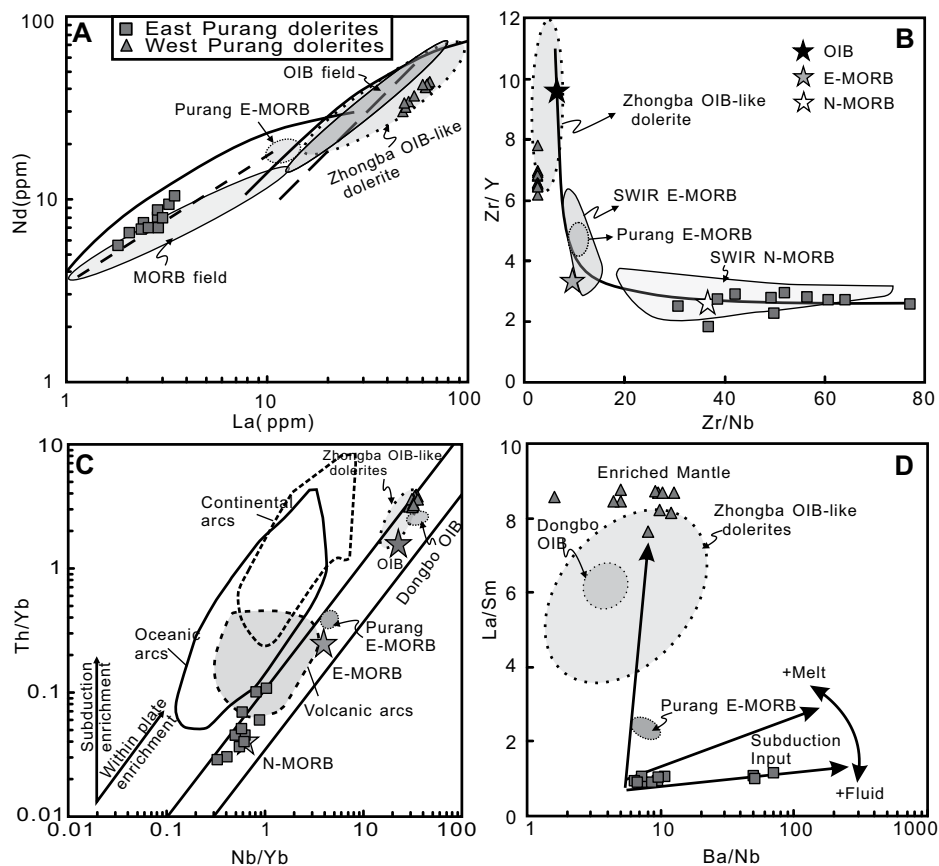 A
East Purang dolerites
West Purang dolerites
OIB field
Purang E-MORB
Zhongba OIB-like
dolerite
MORB field
Nd(ppm)
100
10
1
1
10
100
La( ppm)
B
OIB
E-MORB
N-MORB
Zhongba OIB-like
dolerite
SWIR E-MORB
Purang E-MORB
SWIR N-MORB
Zr/Y
12
10
8
6
4
2
0
0
20
40
60
80
Zr/Nb
C
Zhongba OIB-like
dolerites
Continental
arcs
OIB
Dongbo OIB
Oceanic
arcs
Purang
E-MORB
E-MORB
Volcanic arcs
N-MORB
Subduction
enrichment
Within plate
enrichment
Th/Yb
10
1
0.1
0.01
0.01
0.1
1
10
100
Nb/Yb
D
Enriched Mantle
Zhongba OIB-like
dolerites
Dongbo
OIB
Purang E-MORB
+Melt
Subduction
Input
+Fluid
La/Sm
10
8
6
4
2
0
1
10
100
1000
Ba/Nb